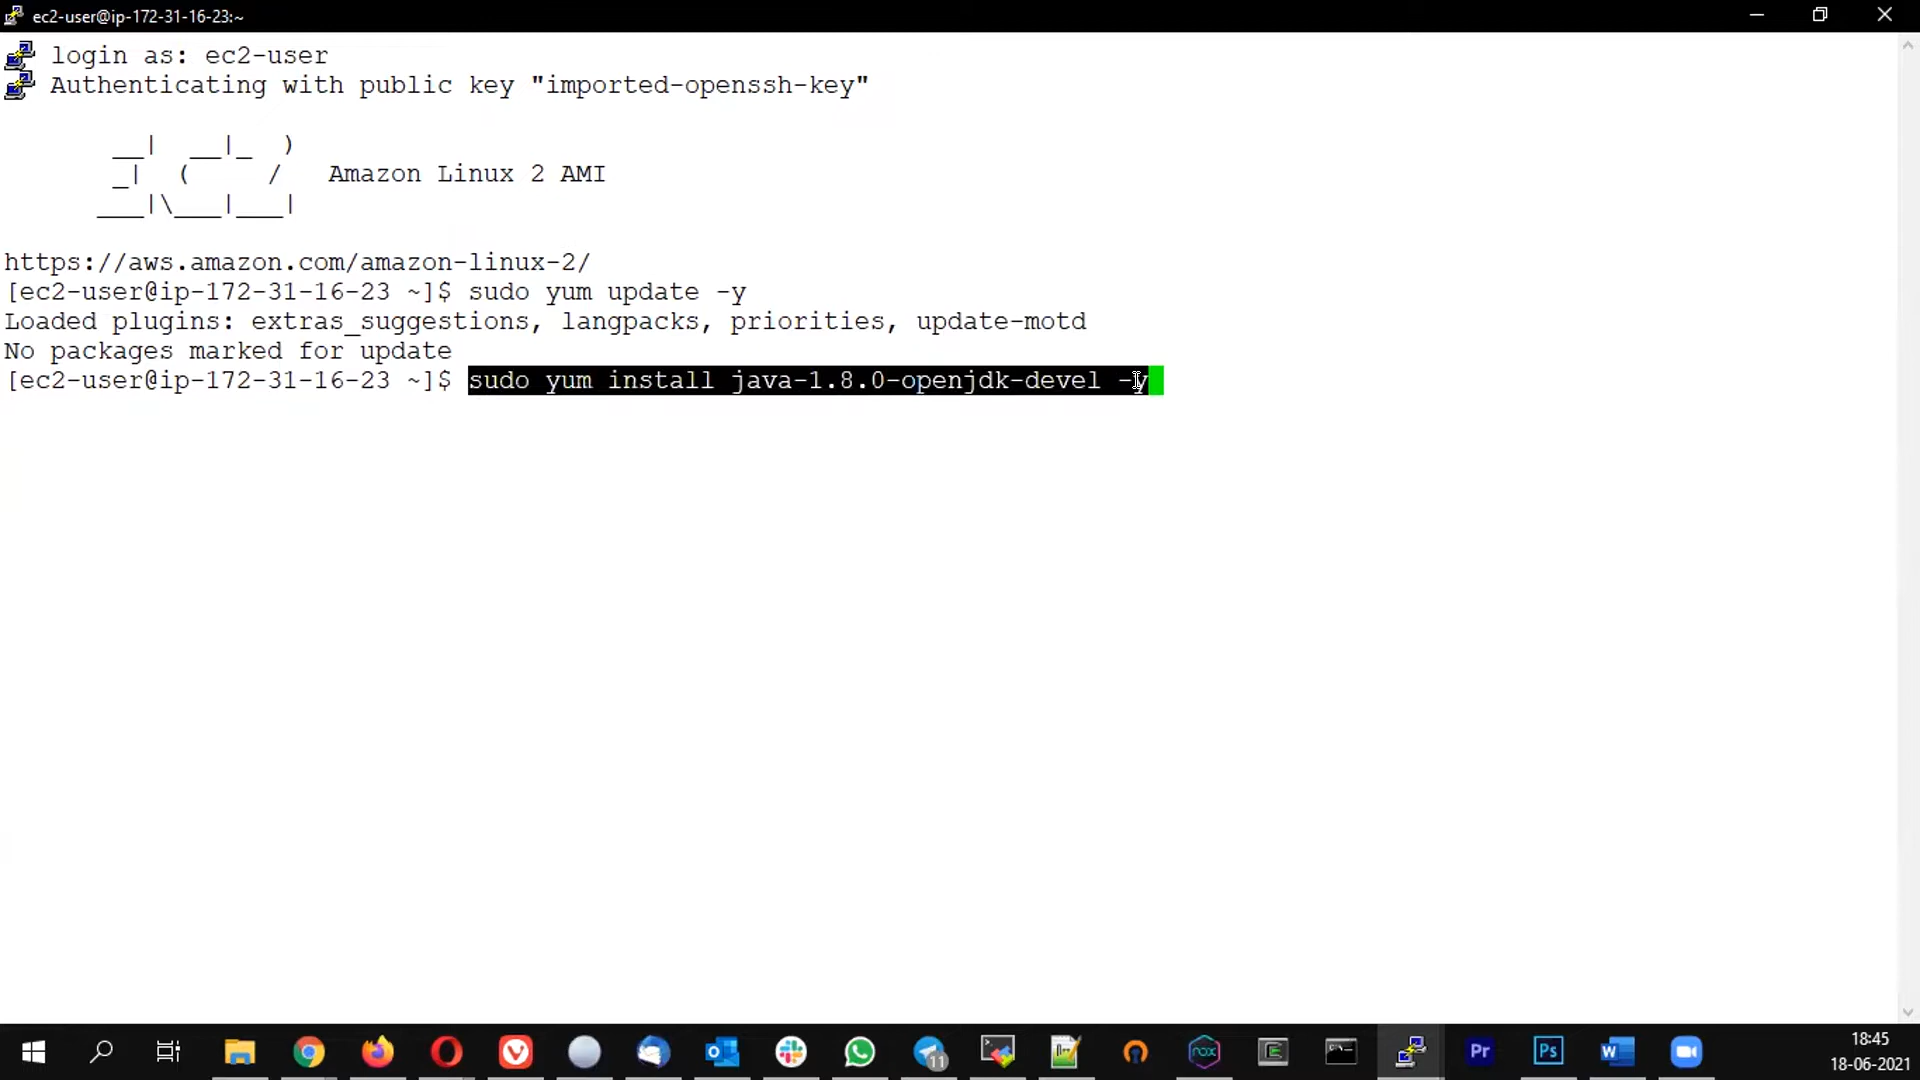 ec2-user@ip-172-31-16-23:~
login as: ec2-user
Authenticating with public key "imported-openssh-key"
       __|  __|_  )
       _|  (     /   Amazon Linux 2 AMI
      ___|\___|___|
https://aws.amazon.com/amazon-linux-2/
[ec2-user@ip-172-31-16-23 ~]$ sudo yum update -y
Loaded plugins: extras_suggestions, langpacks, priorities, update-motd
No packages marked for update
[ec2-user@ip-172-31-16-23 ~]$ sudo yum install java-1.8.0-openjdk-devel -y
11
nox
Pr
Ps
W
18:45
18-06-2021